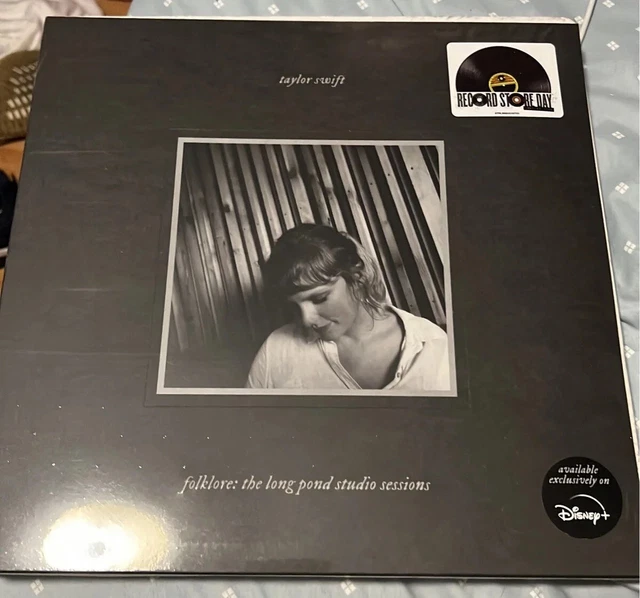 taylor swift
RECORD STORE DAY
folklore: the long pond studio sessions
available
exclusively on
Disney+